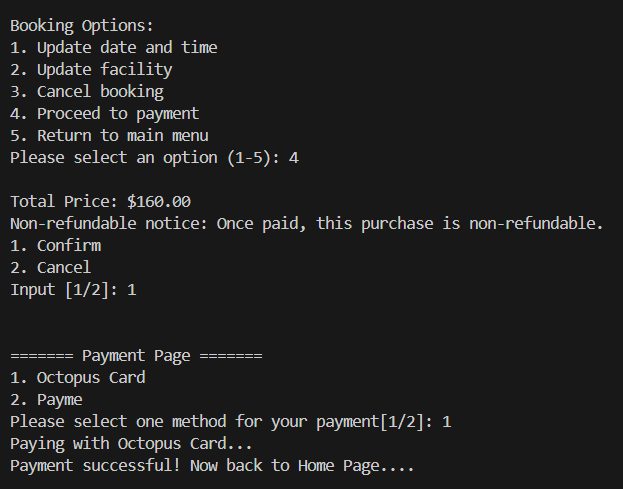 Booking Options:
1. Update date and time
2. Update facility
3. Cancel booking
4. Proceed to payment
5. Return to main menu
Please select an option (1-5): 4
Total Price: $160.00
Non-refundable notice: Once paid, this purchase is non-refundable.
1. Confirm
2. Cancel
Input [1/2]: 1
======= Payment Page =======
1. Octopus Card
2. Payme
Please select one method for your payment[1/2]: 1
Paying with Octopus Card...
Payment successful! Now back to Home Page....